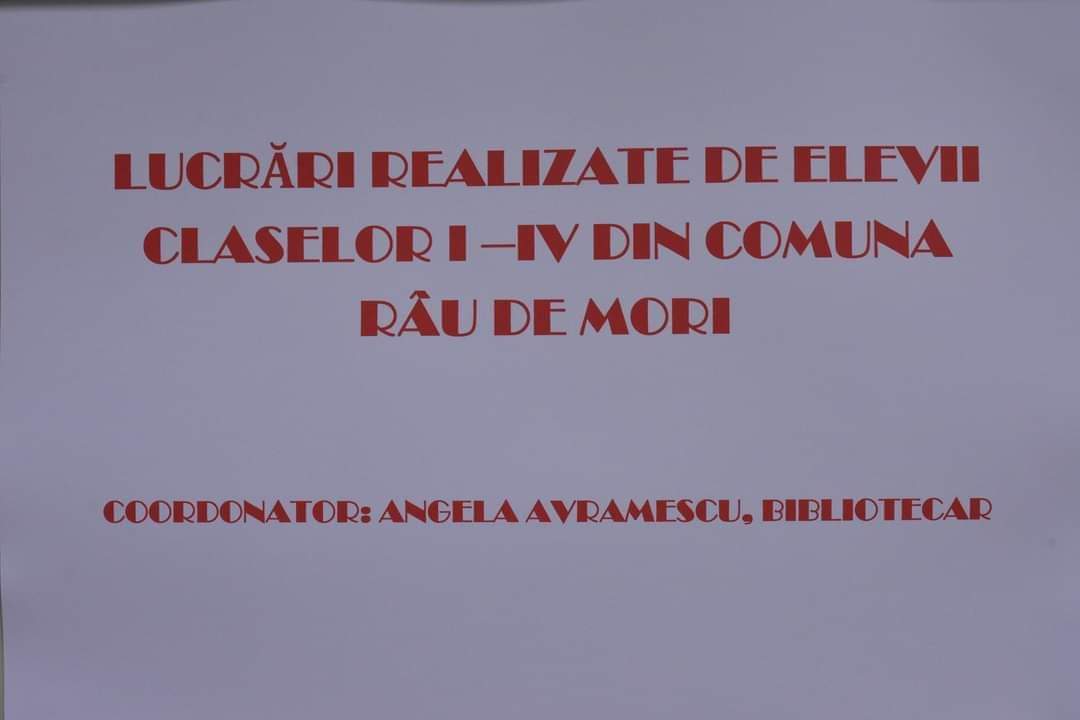 LUCRĂRI REALIZATE DE ELEVII
CLASELOR I –IV DIN COMUNA
RÂU DE MORI
COORDONATOR: ANGELA AVRAMESCU, BIBLIOTECAR